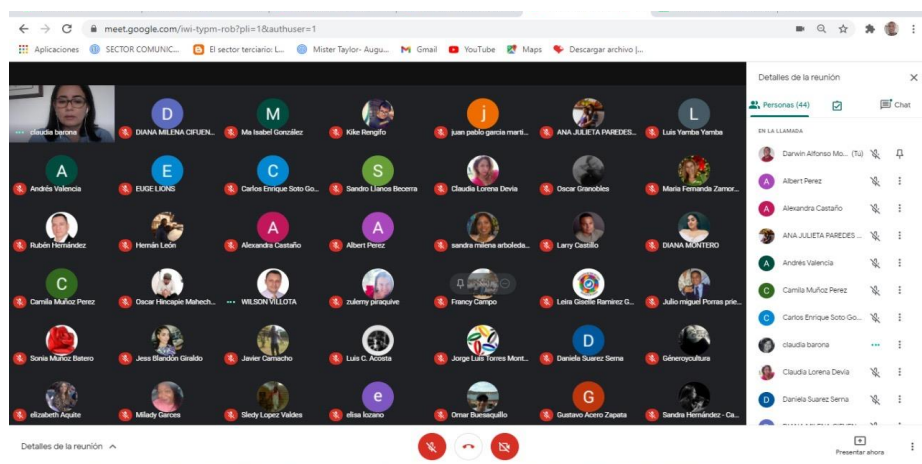 meet.google.com/iwi-typm-rob?pli=1&authuser=1
Aplicaciones SECTOR COMUNIC... El sector terciario: L... Mister Taylor- Augu... Gmail YouTube Maps Descargar archivo |...
claudia barona
D DIANA MILENA CIFUEN...
M Ma Isabel González
Kike Rengifo
j juan pablo garcia marti...
ANA JULIETA PAREDES...
L Luis Yamba Yamba
A Andrés Valencia
E EUGE LIONS
C Carlos Enrique Soto Go...
S Sandro Llanos Becerra
Claudia Lorena Devia
Oscar Granobles
Maria Fernanda Zamor...
Rubén Hernández
Hernán León
A Alexandra Castaño
A Albert Perez
sandra milena arboleda...
Larry Castillo
DIANA MONTERO
C Camila Muñoz Perez
Oscar Hincapie Mahech...
WILSON VILLOTA
zulemy piraquive
Francy Campo
Leira Giselle Ramirez G...
Julio miguel Porras prie...
Sonia Muñoz Batero
Jess Blandón Giraldo
Javier Camacho
Luis C. Acosta
Jorge Luis Torres Mont...
D Daniela Suarez Serna
Géneroycultura
elizabeth Aquite
Milady Garces
Sledy Lopez Valdes
e elisa lozano
Omar Buesaquillo
G Gustavo Acero Zapata
Sandra Hernández - Ca...
Detalles de la reunión
Personas (44)
Chat
EN LA LLAMADA
Darwin Alfonso Mo... (Tú)
A Albert Perez
A Alexandra Castaño
ANA JULIETA PAREDES ...
A Andrés Valencia
C Camila Muñoz Perez
C Carlos Enrique Soto Go...
claudia barona
Claudia Lorena Devia
D Daniela Suarez Serna
Detalles de la reunión
Presentar ahora